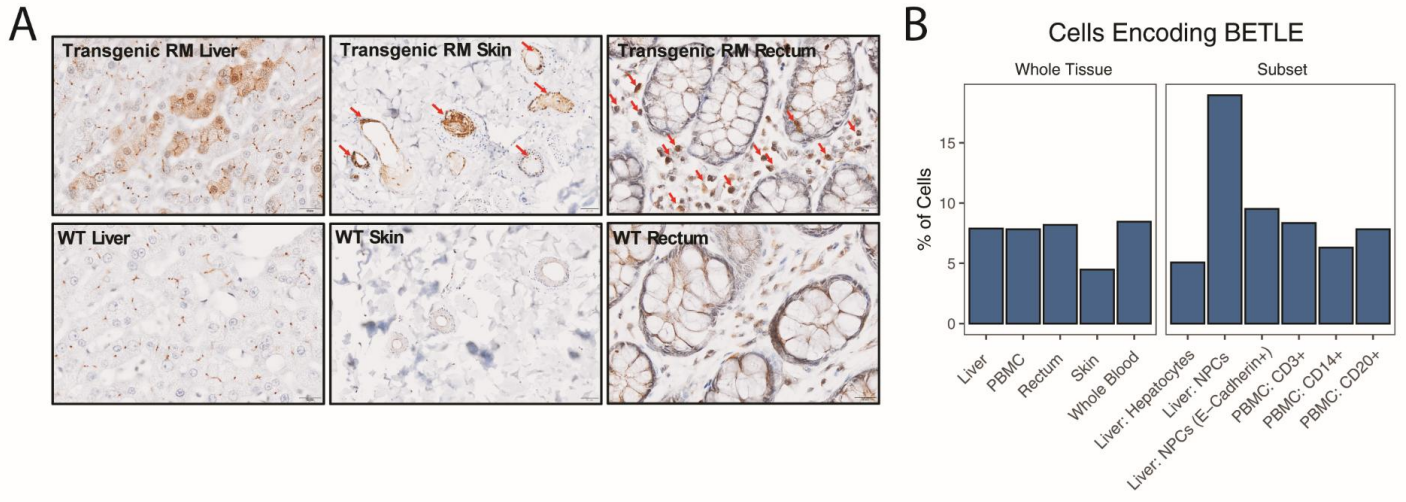 A
Transgenic RM Liver
Transgenic RM Skin
Transgenic RM Rectum
WT Liver
WT Skin
WT Rectum
B
Cells Encoding BETLE
Whole Tissue
Subset
% of Cells
15
10
5
0
Liver
PBMC
Rectum
Skin
Whole Blood
Liver: Hepatocytes
Liver: NPCs
Liver: NPCs (E−Cadherin+)
PBMC: CD3+
PBMC: CD14+
PBMC: CD20+